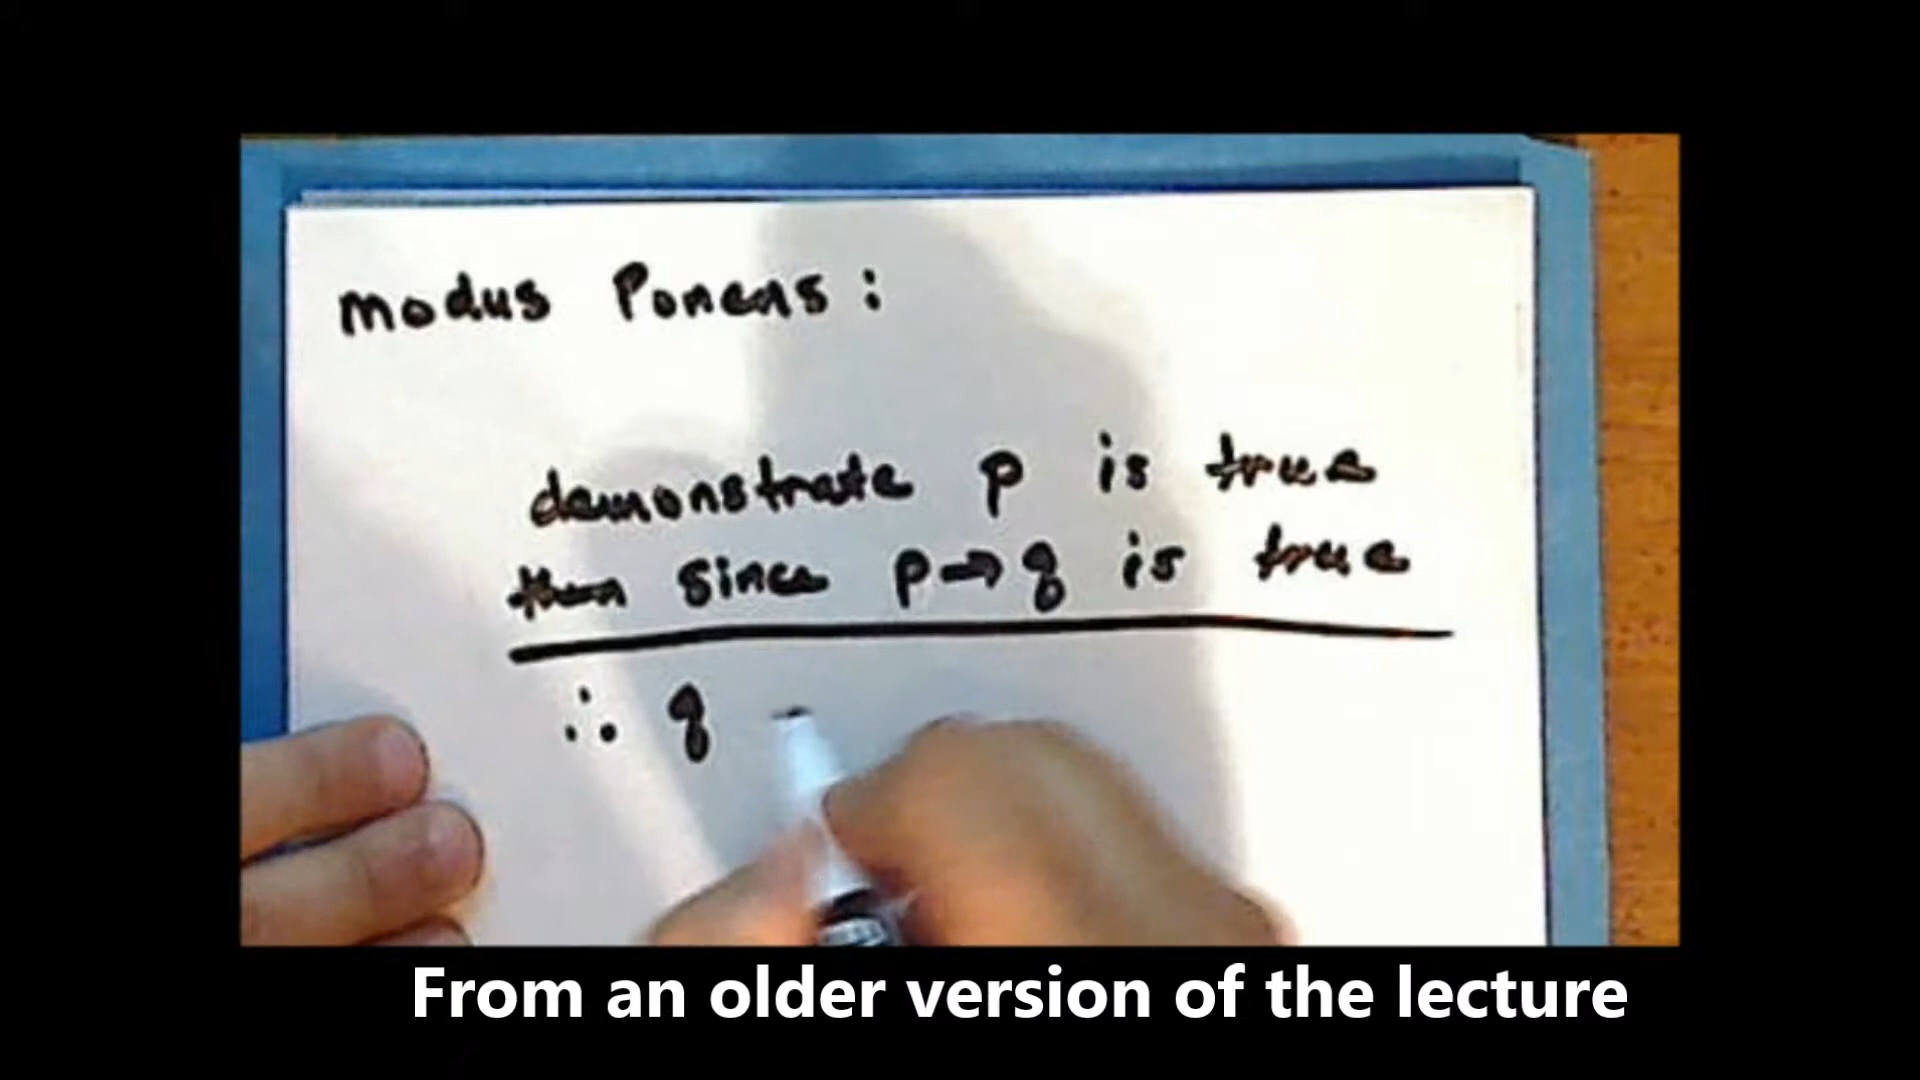 Modus Ponens:
demonstrate p is true
then since p→q is true
∴ q
From an older version of the lecture